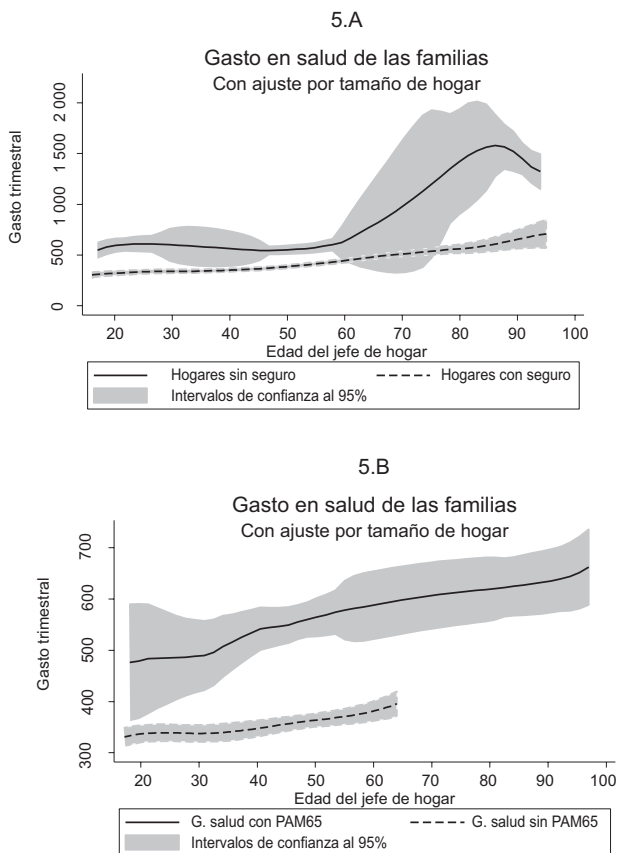 5.A
Gasto en salud de las familias
Con ajuste por tamaño de hogar
Gasto trimestral
2 000
1 500
1 000
500
0
20 30 40 50 60 70 80 90 100
Edad del jefe de hogar
Hogares sin seguro Hogares con seguro
Intervalos de confianza al 95%
5.B
Gasto en salud de las familias
Con ajuste por tamaño de hogar
Gasto trimestral
700
600
500
400
300
20 30 40 50 60 70 80 90 100
Edad del jefe de hogar
G. salud con PAM65 G. salud sin PAM65
Intervalos de confianza al 95%